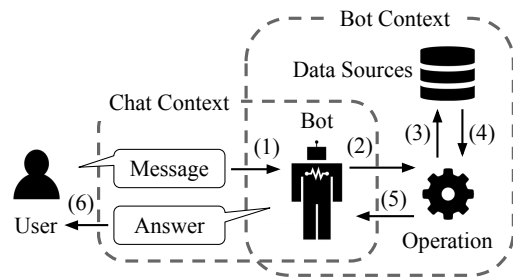 Bot Context
Data Sources
Chat Context
Bot
(1)
(2)
(3)
(4)
Message
(6)
(5)
User
Answer
Operation